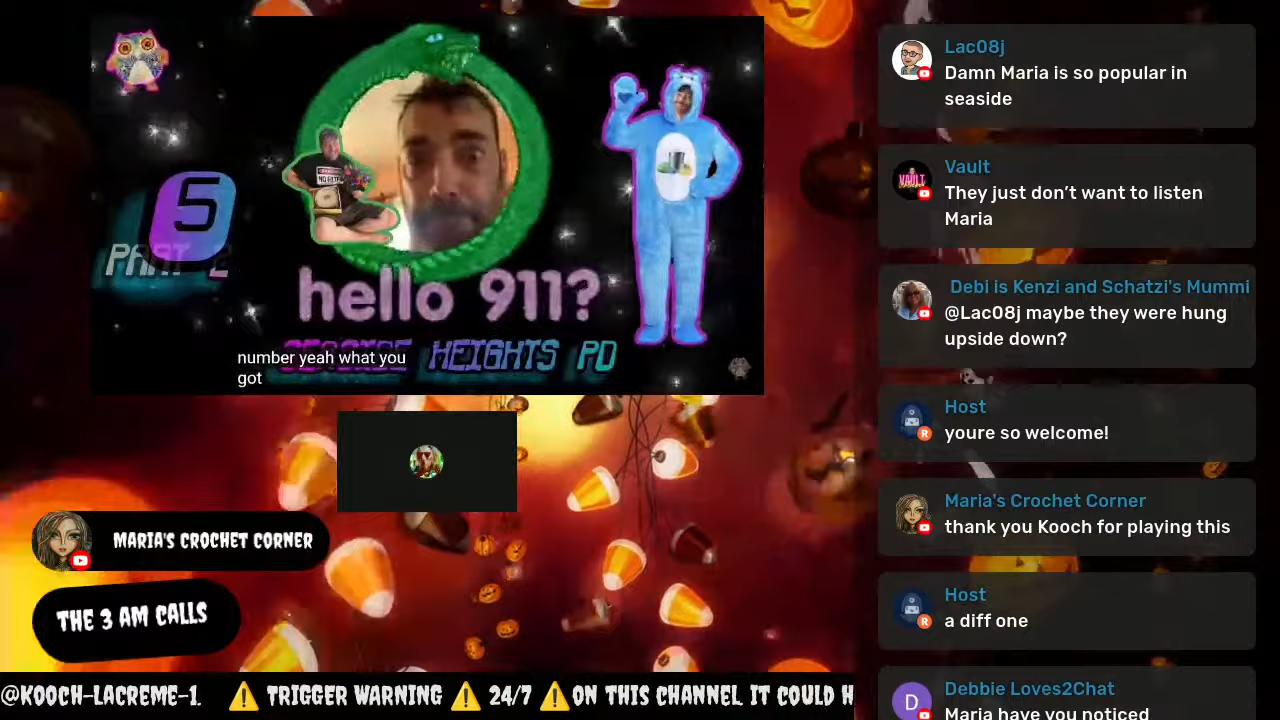 5
PART 2
hello 911?
HEIGHTS PD
number yeah what you
got
MARIA'S CROCHET CORNER
THE 3 AM CALLS
@KOOCH-LACREME-1. ⚠️ TRIGGER WARNING ⚠️ 24/7 ⚠️ ON THIS CHANNEL IT COULD H
Lac08j
Damn Maria is so popular in
seaside
VAULT
Vault
They just don’t want to listen
Maria
Debi is Kenzi and Schatzi's Mummi
@Lac08j maybe they were hung
upside down?
R
Host
youre so welcome!
Maria's Crochet Corner
thank you Kooch for playing this
R
Host
a diff one
D
Debbie Loves2Chat
Maria have you noticed